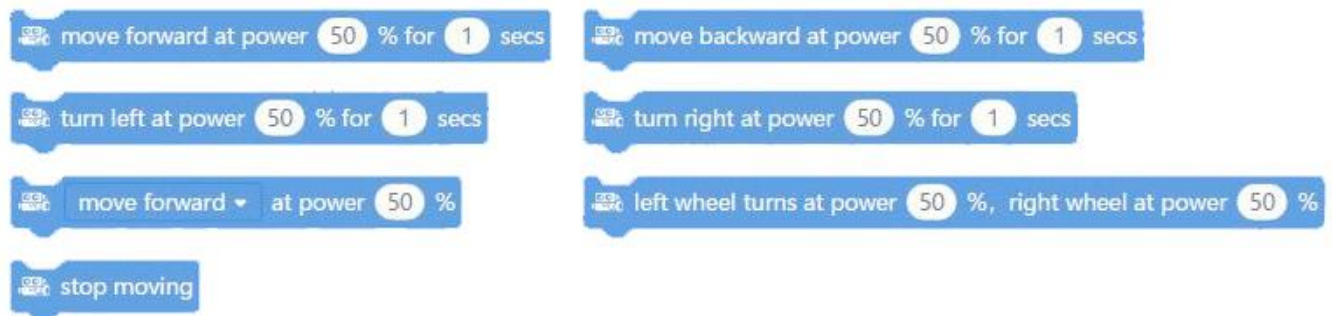 move forward at power 50 % for 1 secs
move backward at power 50 % for 1 secs
turn left at power 50 % for 1 secs
turn right at power 50 % for 1 secs
move forward at power 50 %
left wheel turns at power 50 %, right wheel at power 50 %
stop moving